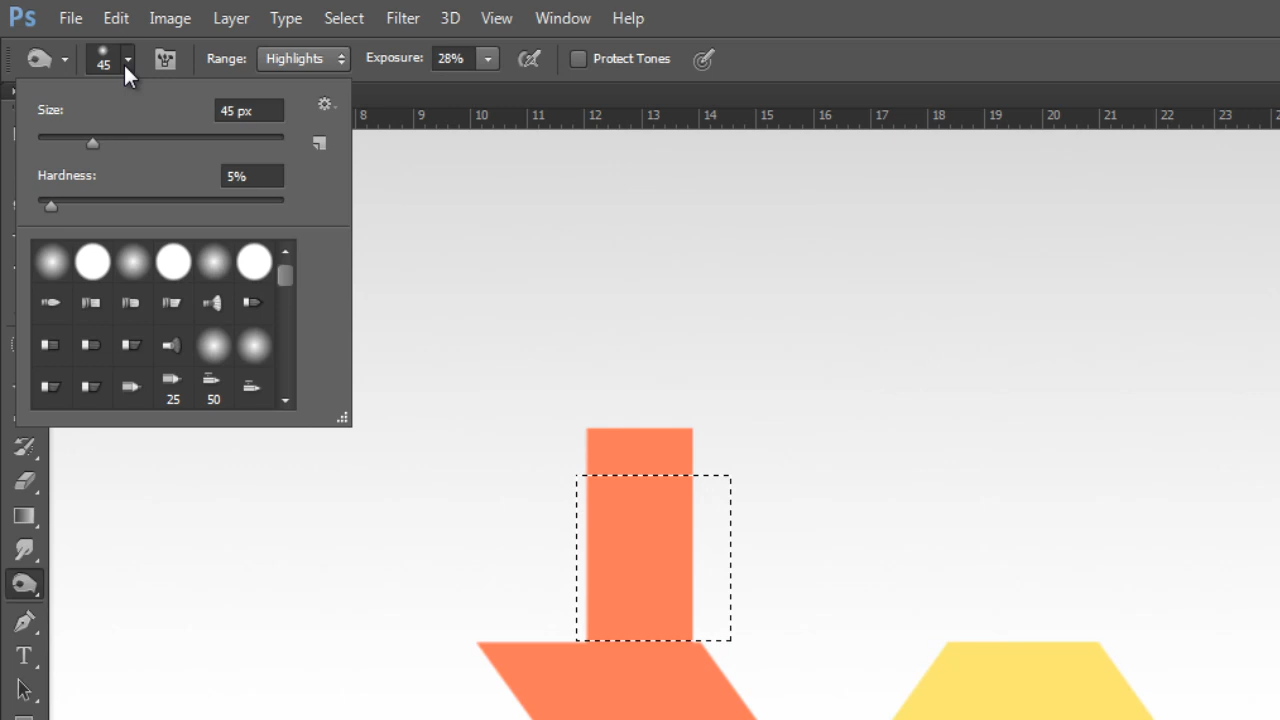 Ps File Edit Image Layer Type Select Filter 3D View Window Help
45 Range: Highlights Exposure: 28% Protect Tones
Size: 45 px
8 9 10 11 12 13 14 15 16 17 18 19 20 21 22 23
Hardness: 5%
25 50
T